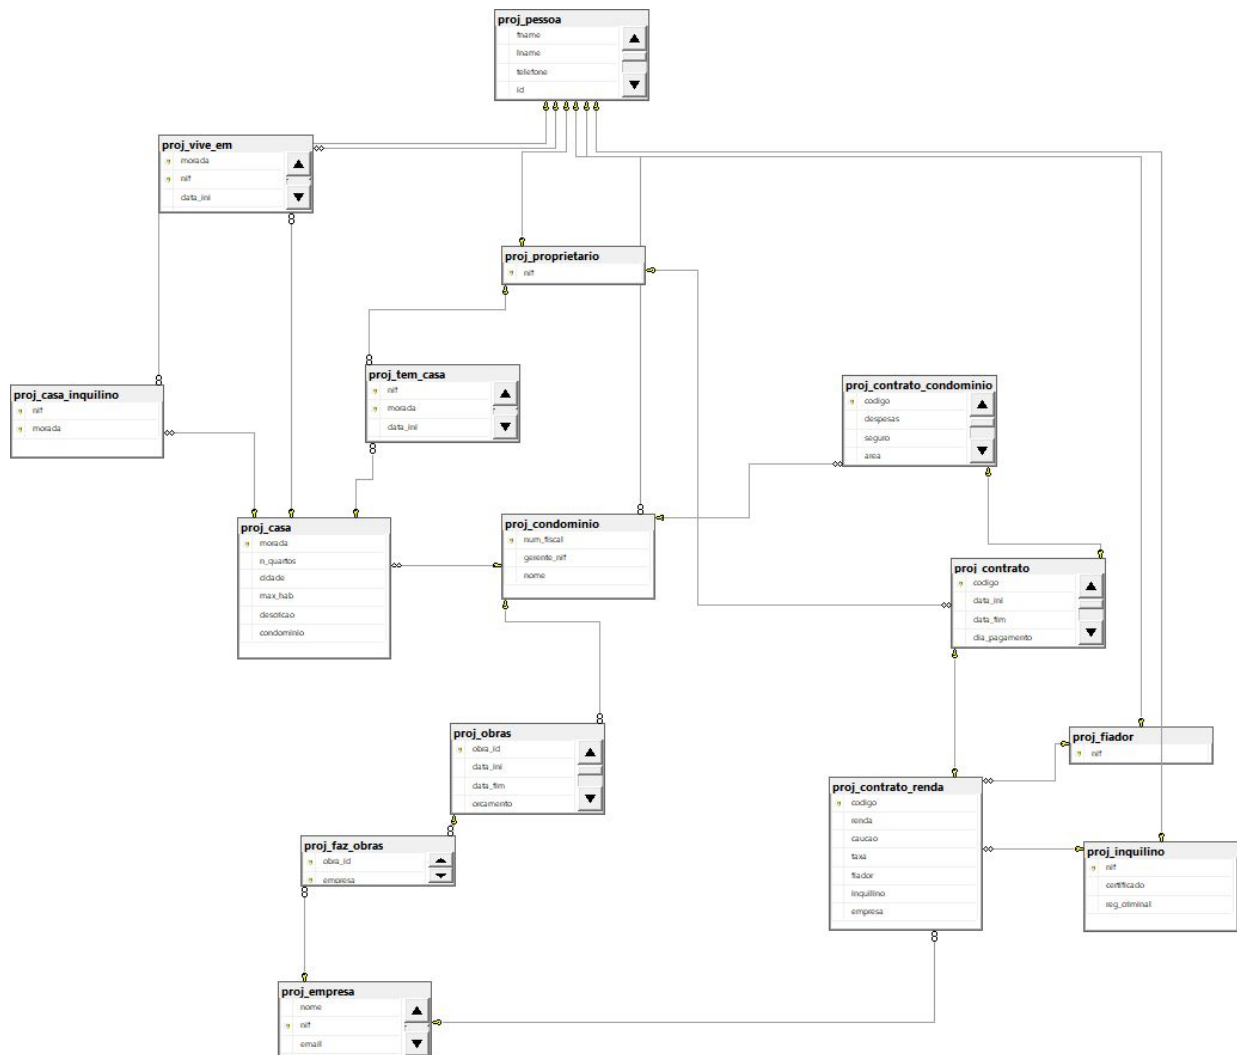 proj_pessoa
fname
lname
telefone
id
proj_vive_em
morada
nif
data_ini
proj_proprietario
nif
proj_tem_casa
nif
morada
data_ini
proj_casa_inquilino
nif
morada
proj_contrato_condominio
codigo
despesas
seguro
area
proj_casa
morada
n_quartos
cidade
max_hab
descricao
condominio
proj_condominio
num_fiscal
gerente_nif
nome
proj_contrato
codigo
data_ini
data_fim
dia_pagamento
proj_obras
obra_id
data_ini
data_fim
orcamento
proj_fiador
nif
proj_contrato_renda
codigo
renda
caucao
taxa
fiador
inquilino
empresa
proj_faz_obras
obra_id
empresa
proj_inquilino
nif
certificado
reg_criminal
proj_empresa
nome
nif
email